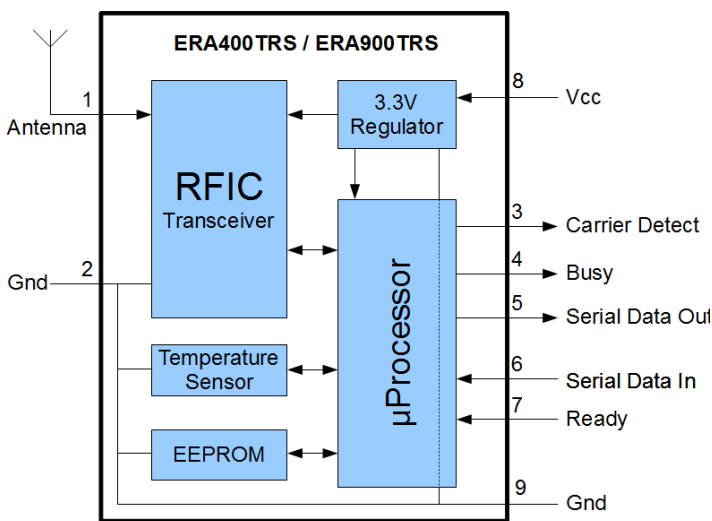 ERA400TRS / ERA900TRS
1
Antenna
RFIC
Transceiver
3.3V
Regulator
8
Vcc
3
Carrier Detect
4
Busy
5
Serial Data Out
2
Gnd
µProcessor
Temperature
Sensor
6
Serial Data In
7
Ready
EEPROM
9
Gnd